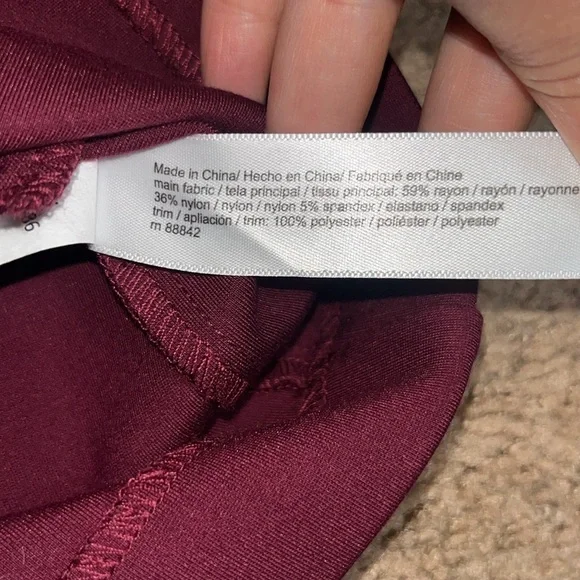 Made in China/ Hecho en China/ Fabriqué en Chine
main fabric / tela principal / tissu principal: 59% rayon / rayón / rayonne
36% nylon / nylon / nylon 5% spandex / elastano / spandex
trim / apliación / trim: 100% polyester / poliéster / polyester
rn 88842